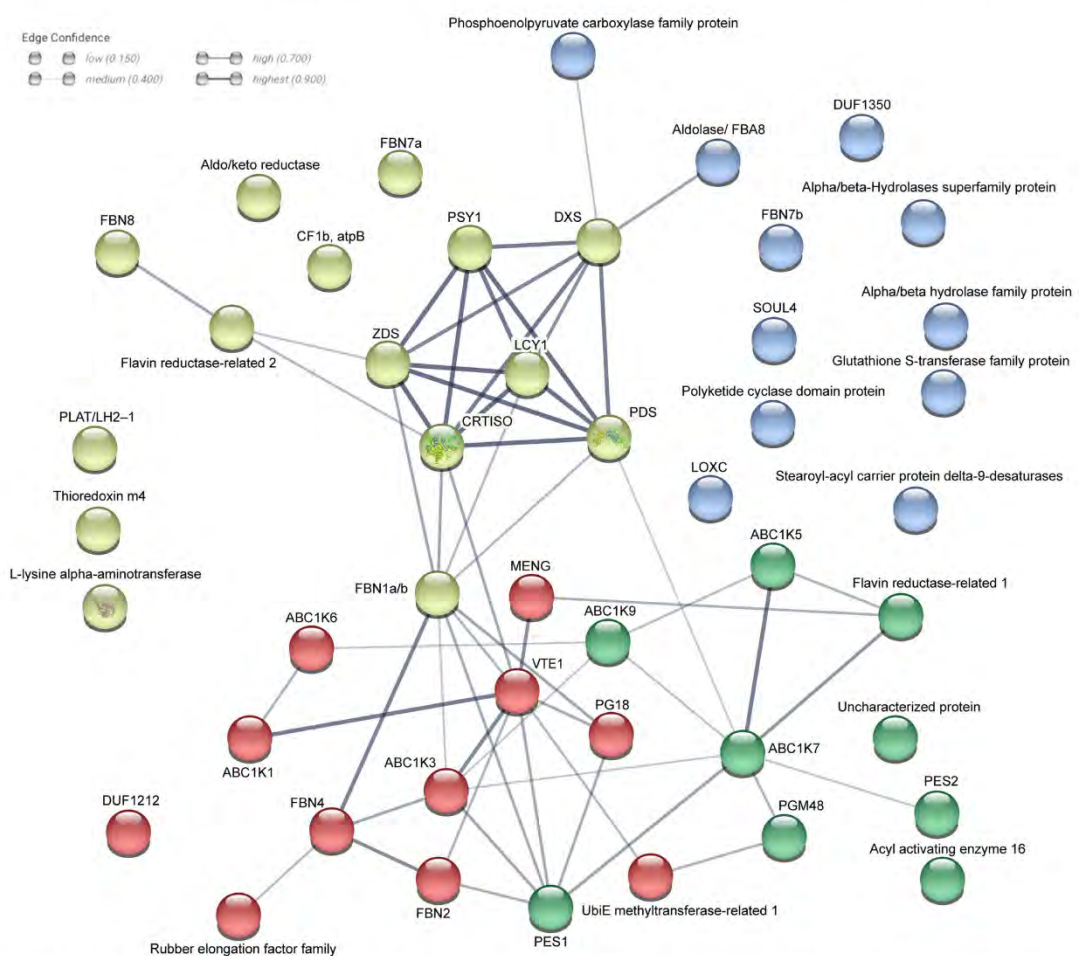 Phosphoenolpyruvate carboxylase family protein
Edge Confidence
low (0.150)
high (0.700)
medium (0.400)
highest (0.900)
DUF1350
Aldolase/ FBA8
FBN7a
Aldo/keto reductase
Alpha/beta-Hydrolases superfamily protein
FBN8
PSY1
DXS
FBN7b
CF1b, atpB
Alpha/beta hydrolase family protein
SOUL4
ZDS
LCY1
Flavin reductase-related 2
Glutathione S-transferase family protein
Polyketide cyclase domain protein
PLAT/LH2–1
CRTISO
PDS
LOXC
Stearoyl-acyl carrier protein delta-9-desaturases
Thioredoxin m4
ABC1K5
L-lysine alpha-aminotransferase
MENG
FBN1a/b
Flavin reductase-related 1
ABC1K9
ABC1K6
VTE1
PG18
Uncharacterized protein
ABC1K7
ABC1K3
ABC1K1
PES2
DUF1212
FBN4
PGM48
Acyl activating enzyme 16
FBN2
UbiE methyltransferase-related 1
PES1
Rubber elongation factor family